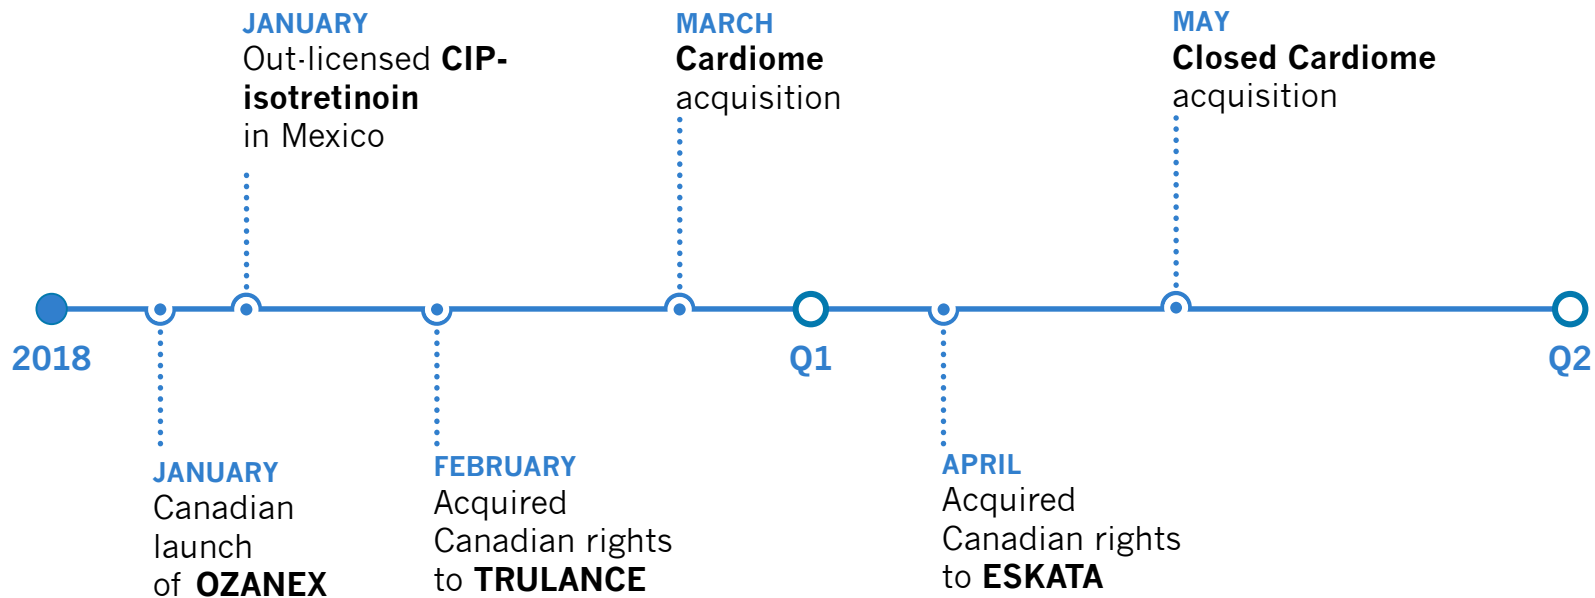 JANUARY
Out-licensed CIP-
isotretinoin
in Mexico
MARCH
Cardiome
acquisition
MAY
Closed Cardiome
acquisition
2018
Q1
Q2
JANUARY
Canadian
launch
of OZANEX
FEBRUARY
Acquired
Canadian rights
to TRULANCE
APRIL
Acquired
Canadian rights
to ESKATA